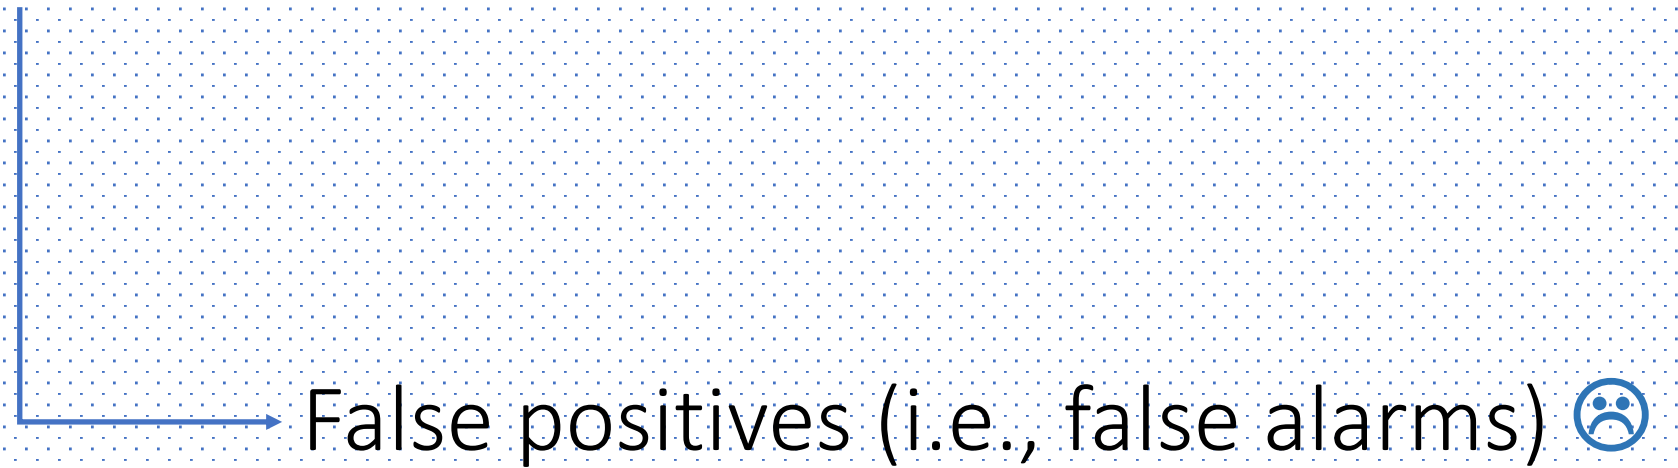 False positives (i.e., false alarms) ☹